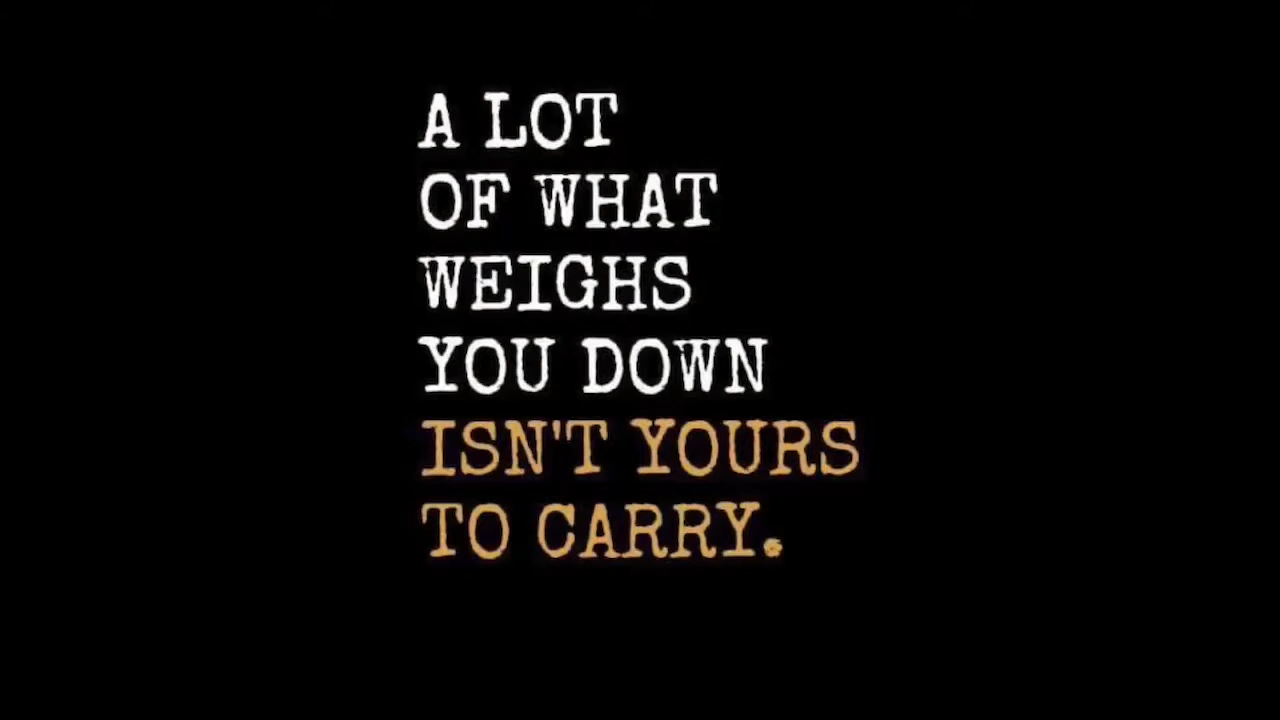 A LOT
OF WHAT
WEIGHS
YOU DOWN
ISN'T YOURS
TO CARRY.